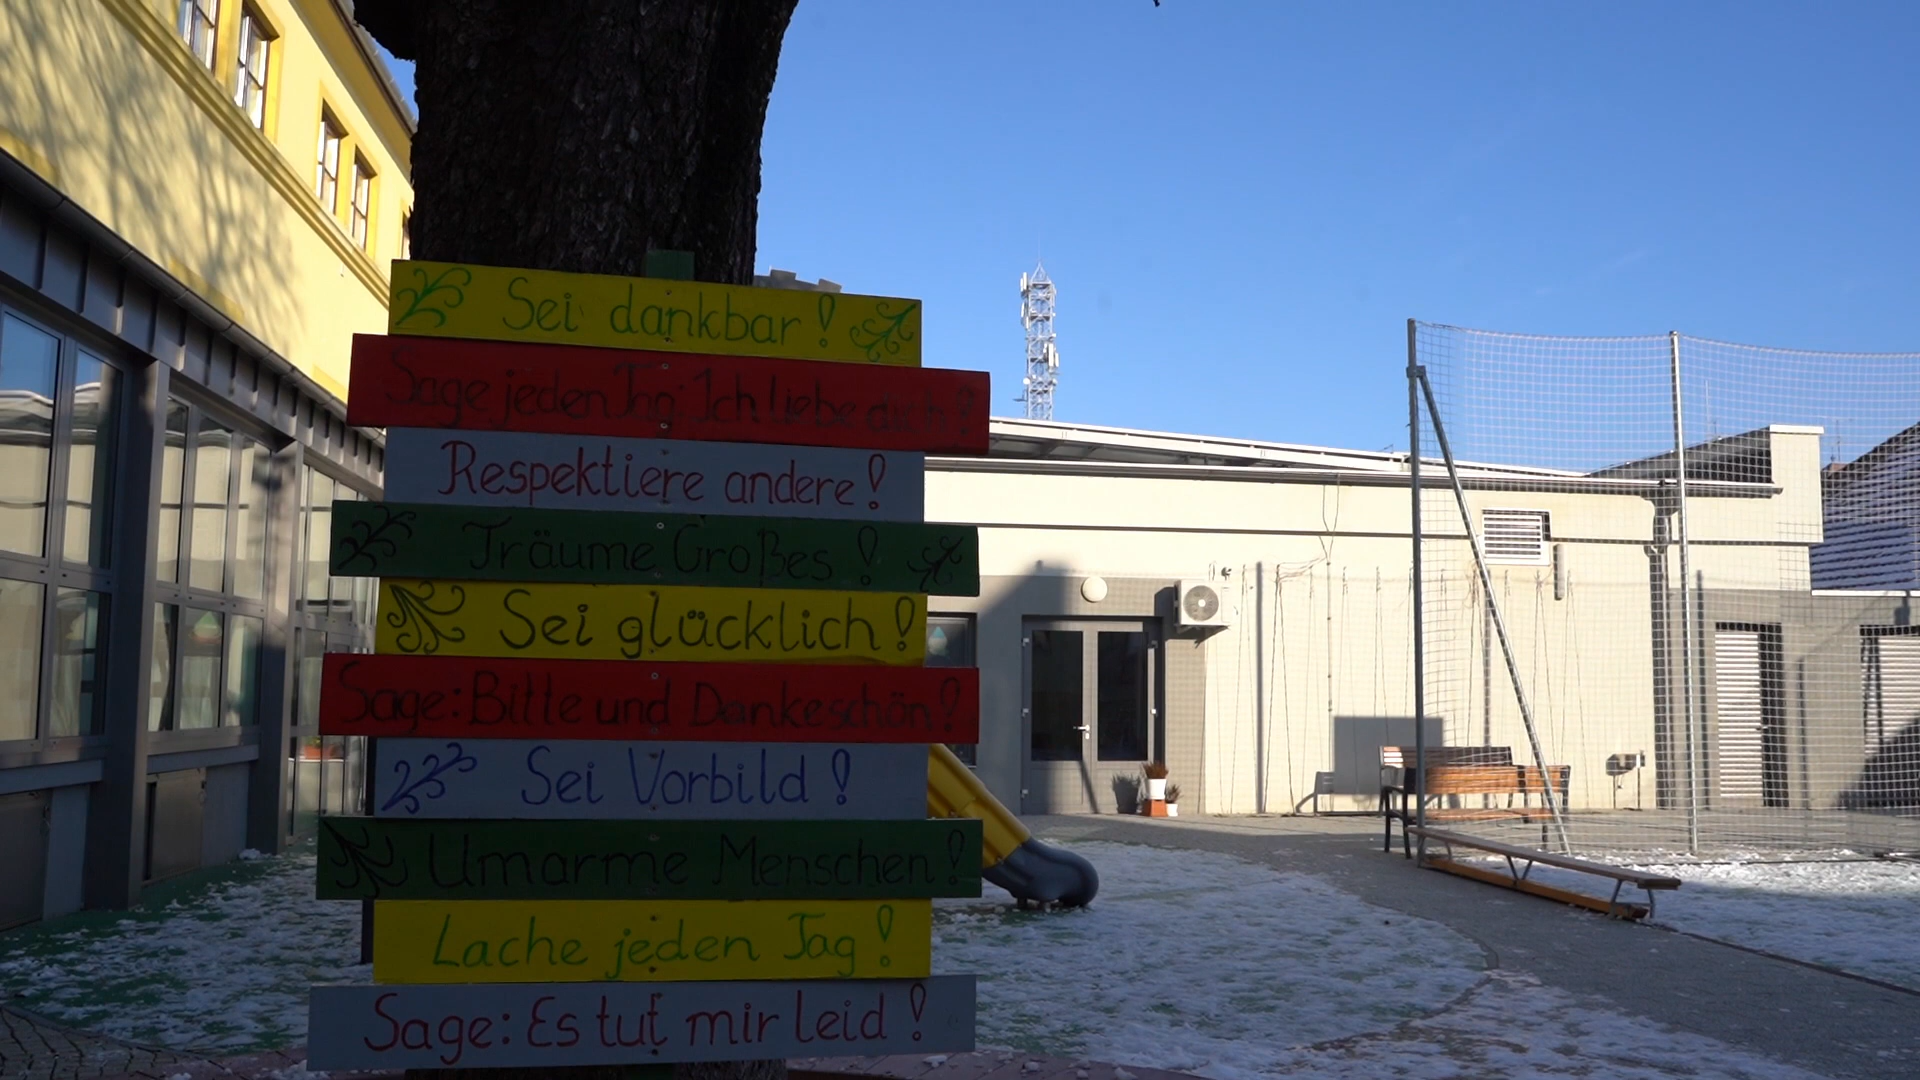 Sei dankbar!
Sage jeden Tag: Ich liebe dich!
Respektiere andere!
Träume Großes!
Sei glücklich!
Sage: Bitte und Dankeschön!
Sei Vorbild!
Umarme Menschen!
Lache jeden Tag!
Sage: Es tut mir leid!